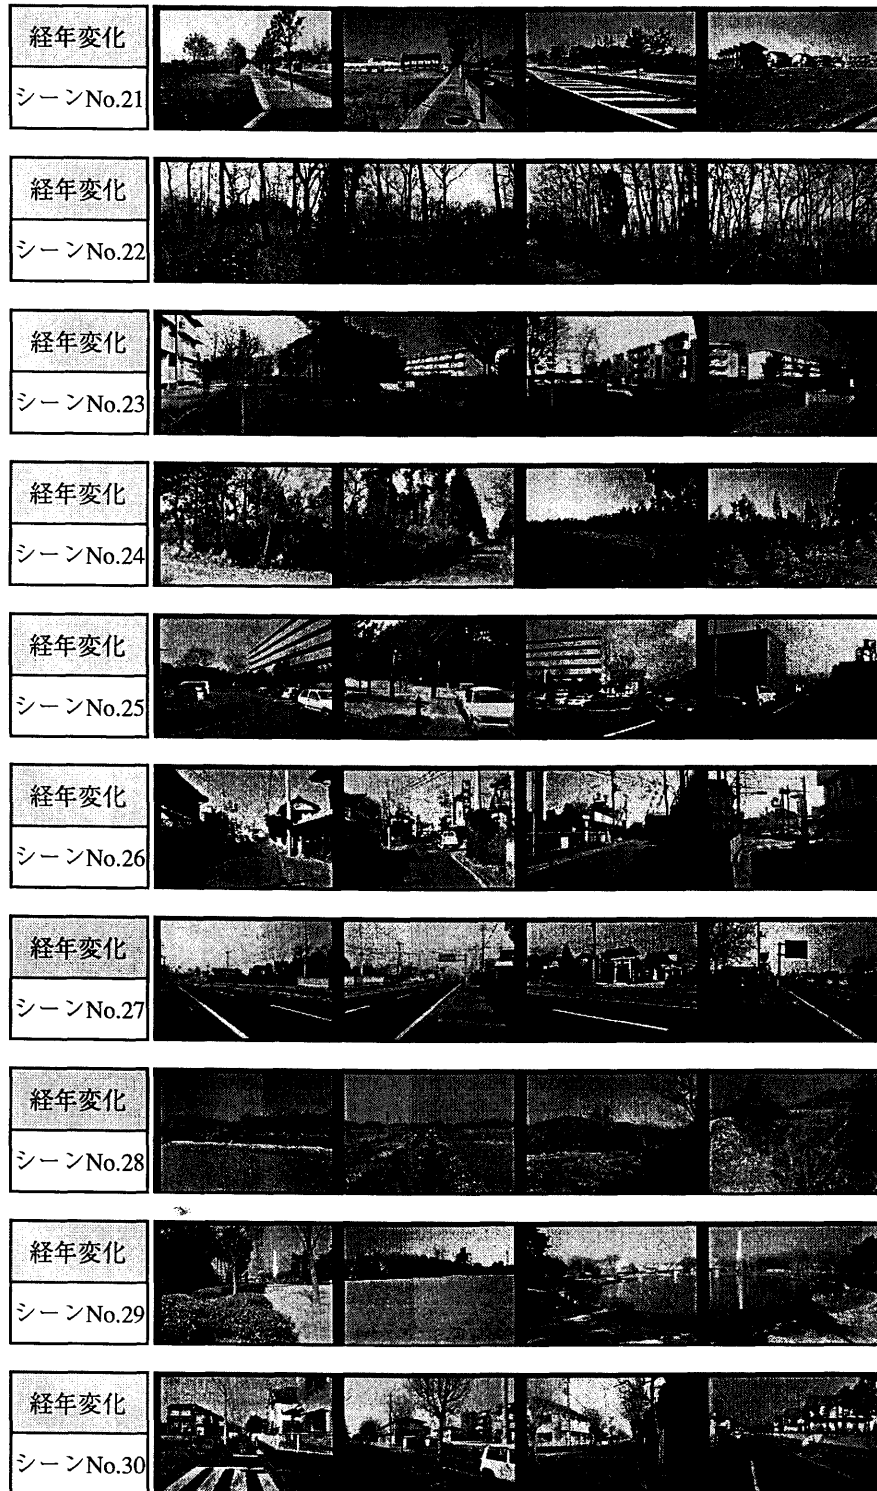 経年変化
シーンNo.21
経年変化
シーンNo.22
経年変化
シーンNo.23
経年変化
シーンNo.24
経年変化
シーンNo.25
経年変化
シーンNo.26
経年変化
シーンNo.27
経年変化
シーンNo.28
経年変化
シーンNo.29
経年変化
シーンNo.30